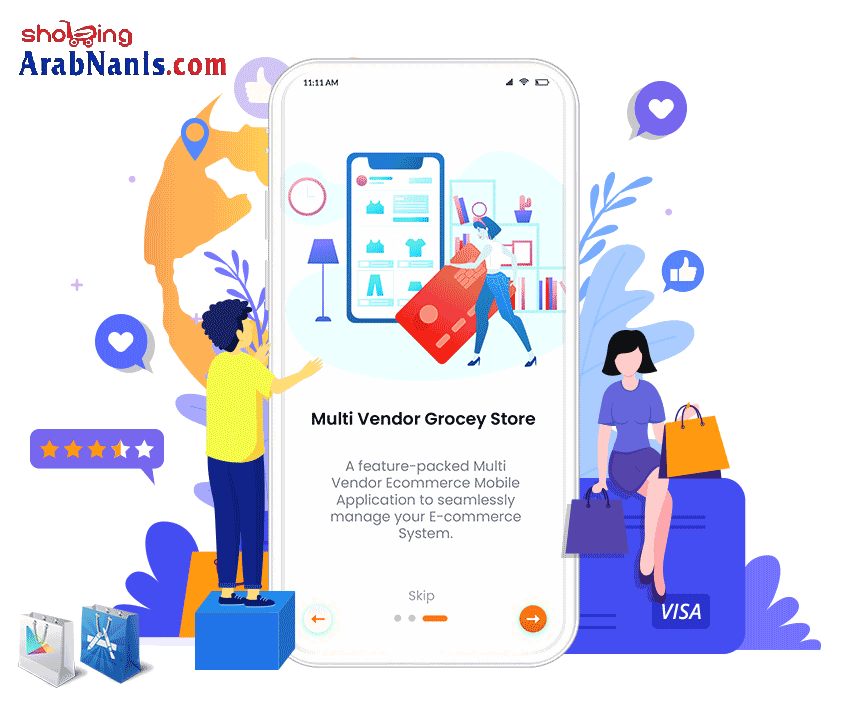 shopping
ArabNanis.com
11:11 AM
Multi Vendor Grocey Store
A feature-packed Multi
Vendor Ecommerce Mobile
Application to seamlessly
manage your E-commerce
System.
Skip
VISA